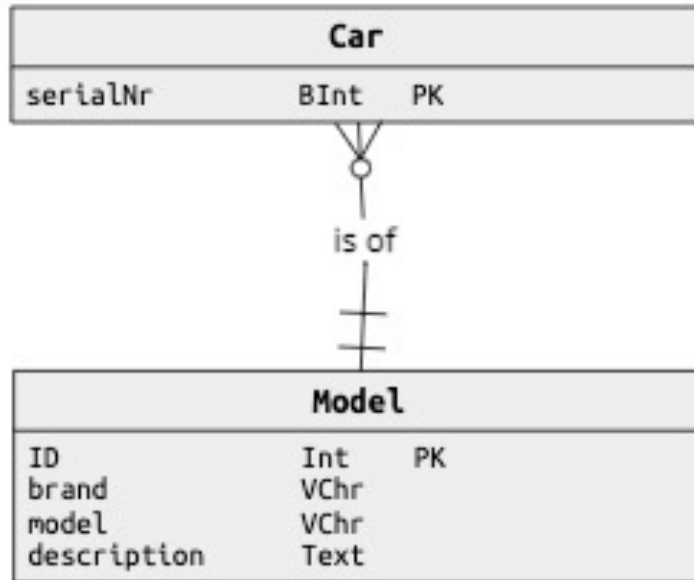 Car
serialNr BInt PK
is of
Model
ID Int PK
brand VChr
model VChr
description Text